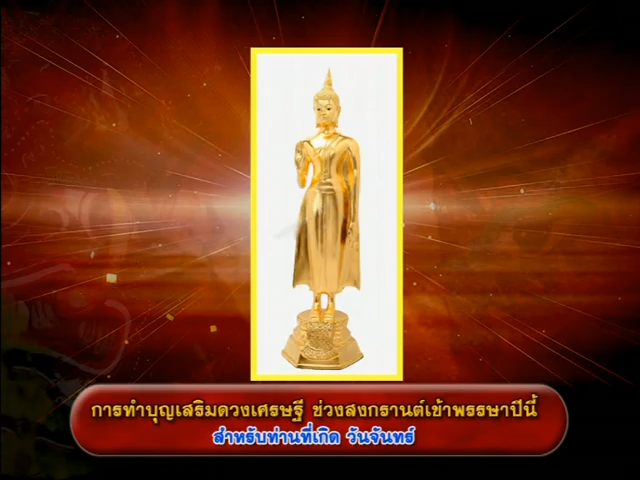 การทำบุญเสริมดวงเศรษฐี ช่วงสงกรานต์เข้าพรรษาปีนี้
สำหรับท่านที่เกิด วันจันทร์